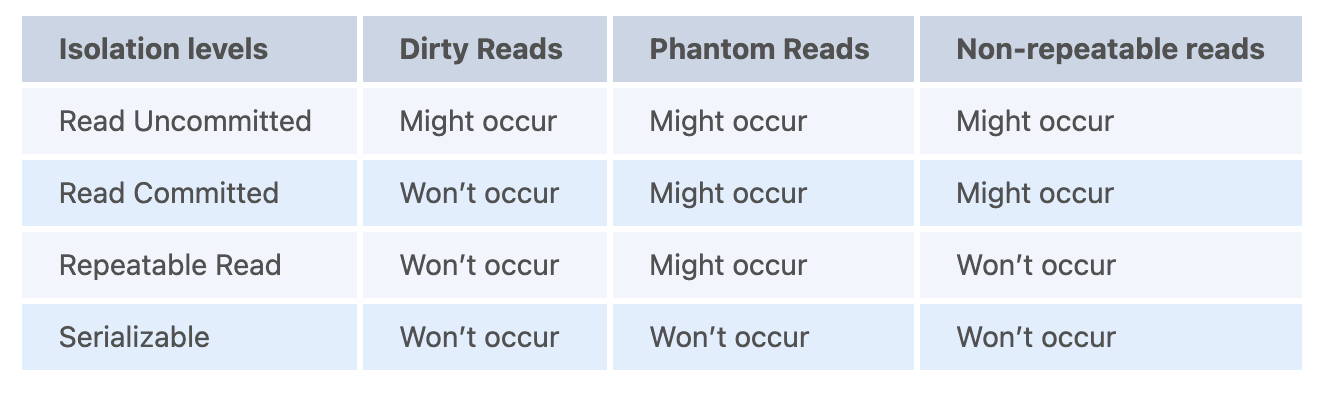 Isolation levels Dirty Reads Phantom Reads Non-repeatable reads
Read Uncommitted Might occur Might occur Might occur
Read Committed Won’t occur Might occur Might occur
Repeatable Read Won’t occur Might occur Won’t occur
Serializable Won’t occur Won’t occur Won’t occur